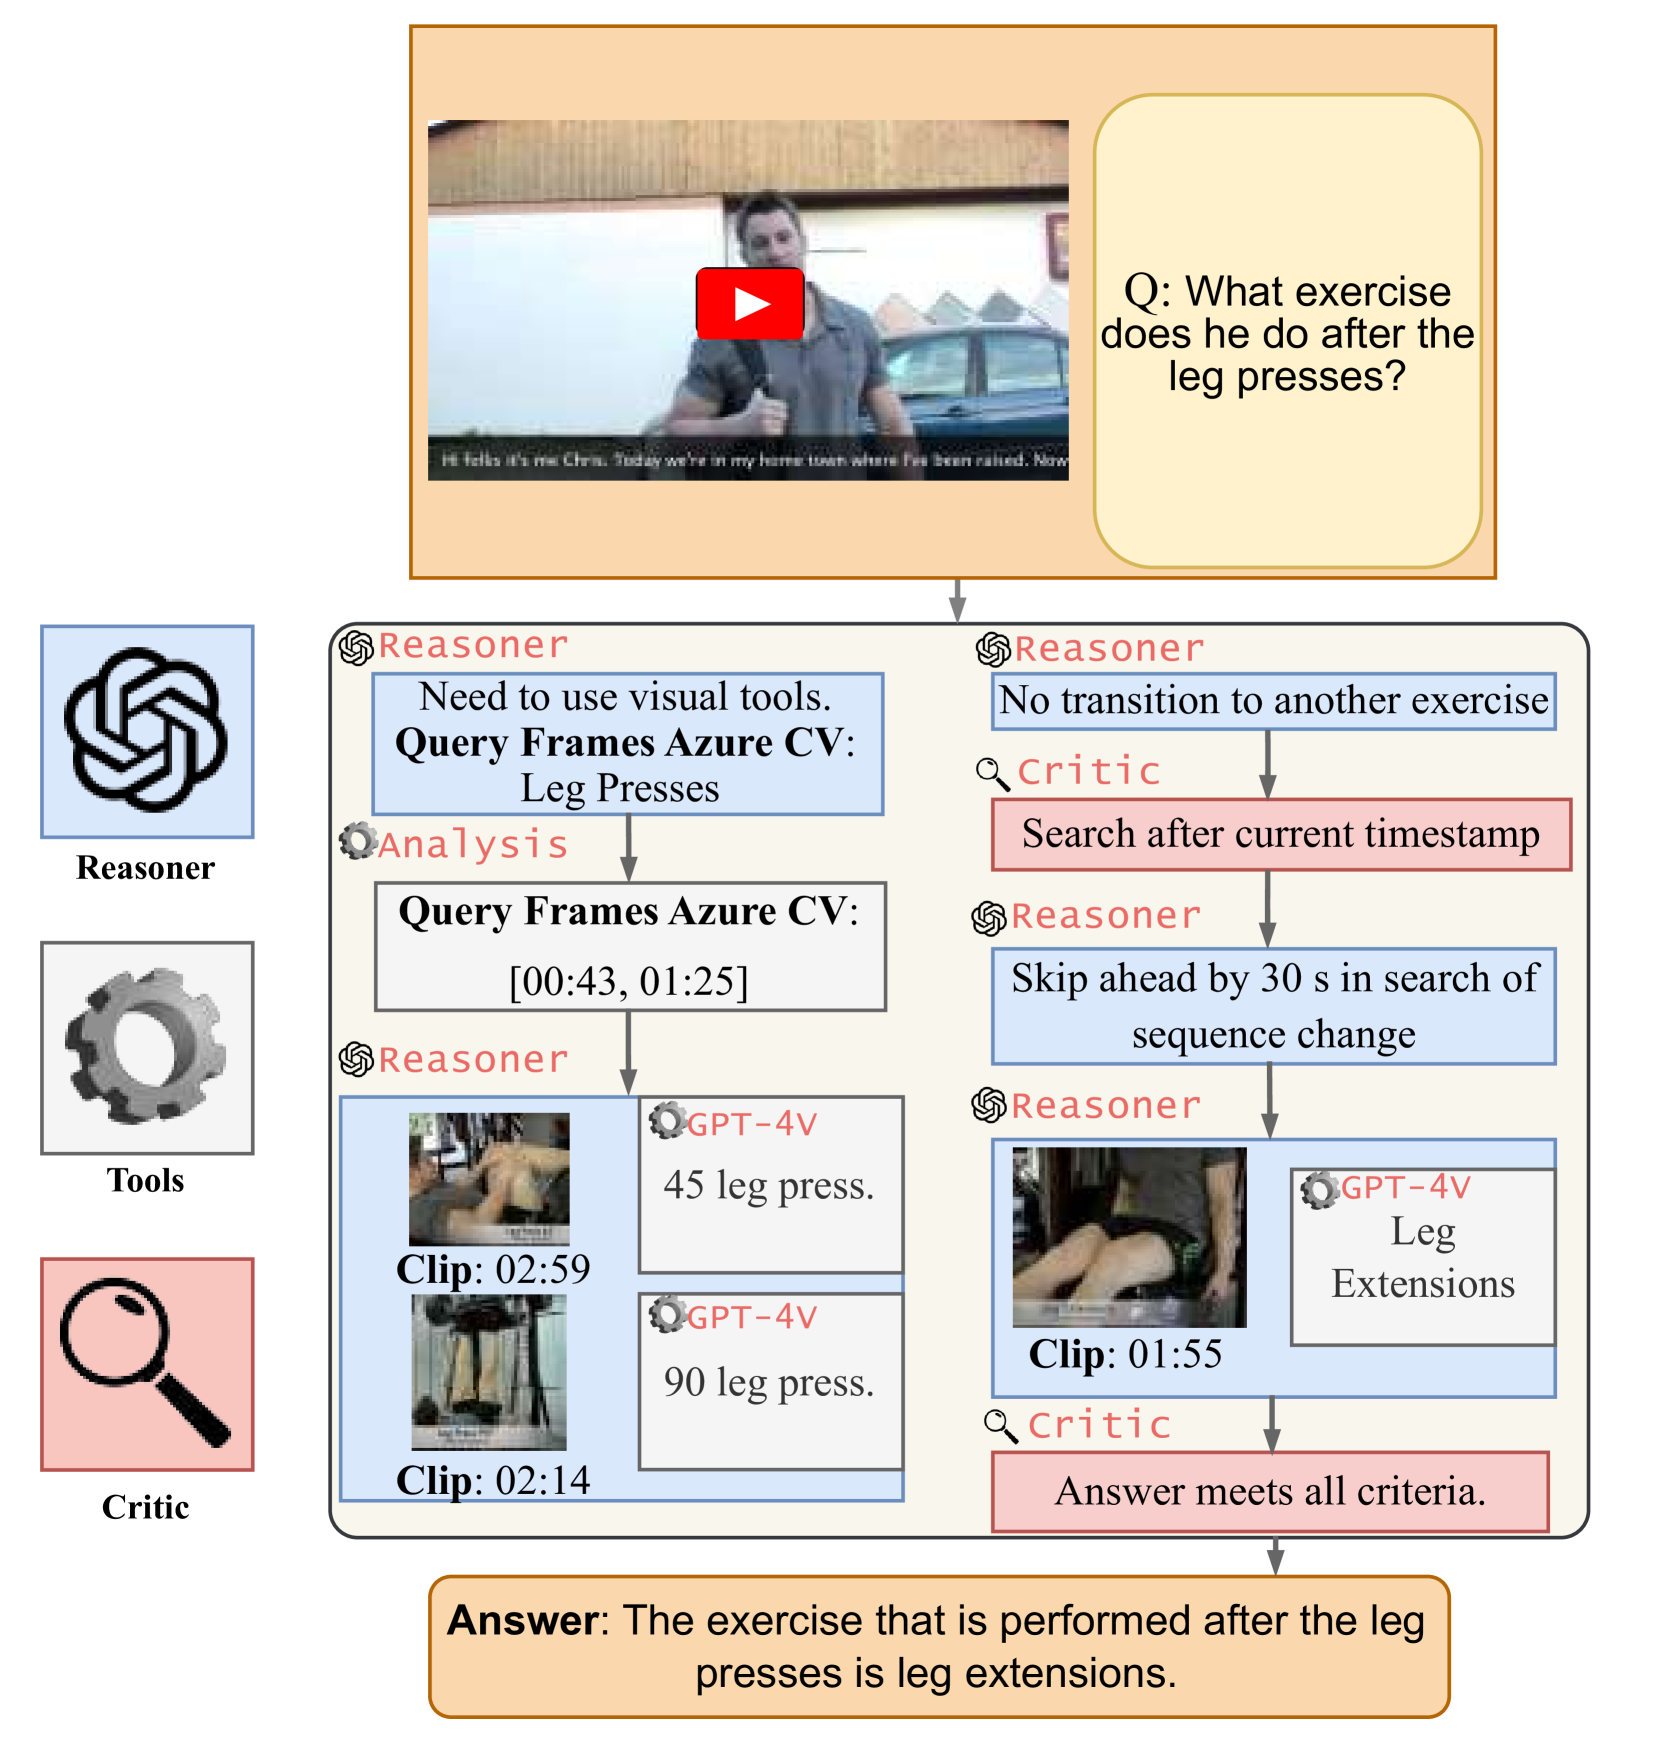 Hi folks it's me Chris. Today we're in my home town where I've been raised. Now
Q: What exercise
does he do after the
leg presses?
Reasoner
Tools
Critic
Reasoner
Need to use visual tools.
Query Frames Azure CV:
Leg Presses
Analysis
Query Frames Azure CV:
[00:43, 01:25]
Reasoner
GPT-4V
45 leg press.
Clip: 02:59
GPT-4V
90 leg press.
Clip: 02:14
Reasoner
No transition to another exercise
Critic
Search after current timestamp
Reasoner
Skip ahead by 30 s in search of
sequence change
Reasoner
GPT-4V
Leg
Extensions
Clip: 01:55
Critic
Answer meets all criteria.
Answer: The exercise that is performed after the leg
presses is leg extensions.